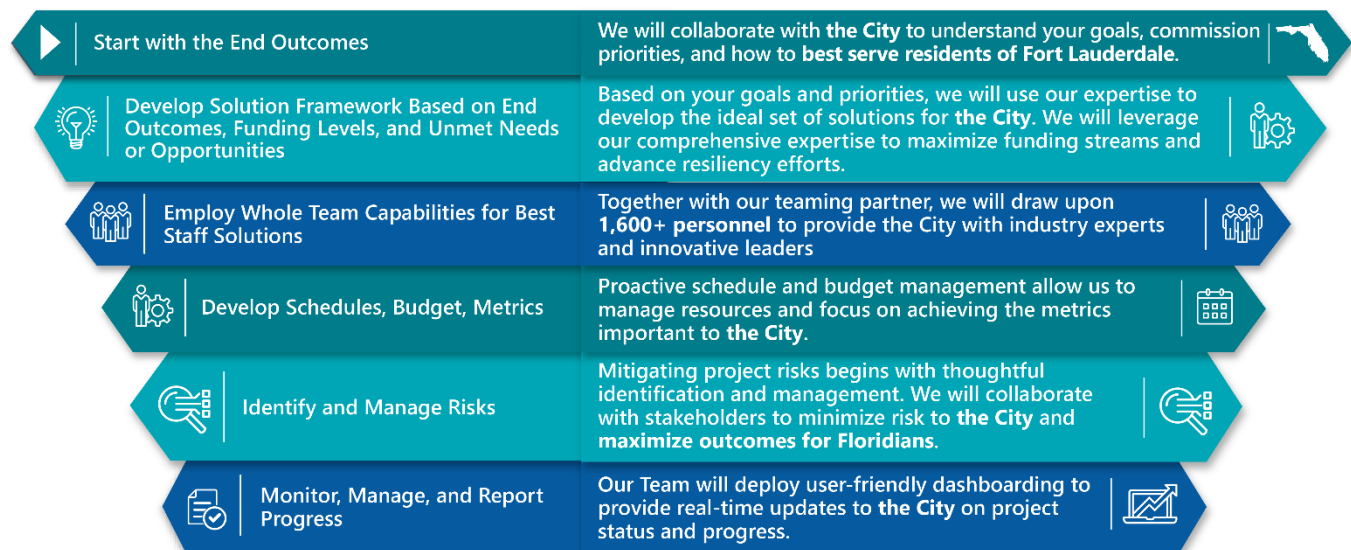 Start with the End Outcomes
We will collaborate with the City to understand your goals, commission
priorities, and how to best serve residents of Fort Lauderdale.
Develop Solution Framework Based on End
Outcomes, Funding Levels, and Unmet Needs
or Opportunities
Based on your goals and priorities, we will use our expertise to
develop the ideal set of solutions for the City. We will leverage
our comprehensive expertise to maximize funding streams and
advance resiliency efforts.
Employ Whole Team Capabilities for Best
Staff Solutions
Together with our teaming partner, we will draw upon
1,600+ personnel to provide the City with industry experts
and innovative leaders
Develop Schedules, Budget, Metrics
Proactive schedule and budget management allow us to
manage resources and focus on achieving the metrics
important to the City.
Identify and Manage Risks
Mitigating project risks begins with thoughtful
identification and management. We will collaborate
with stakeholders to minimize risk to the City and
maximize outcomes for Floridians.
Monitor, Manage, and Report
Progress
Our Team will deploy user-friendly dashboarding to
provide real-time updates to the City on project
status and progress.